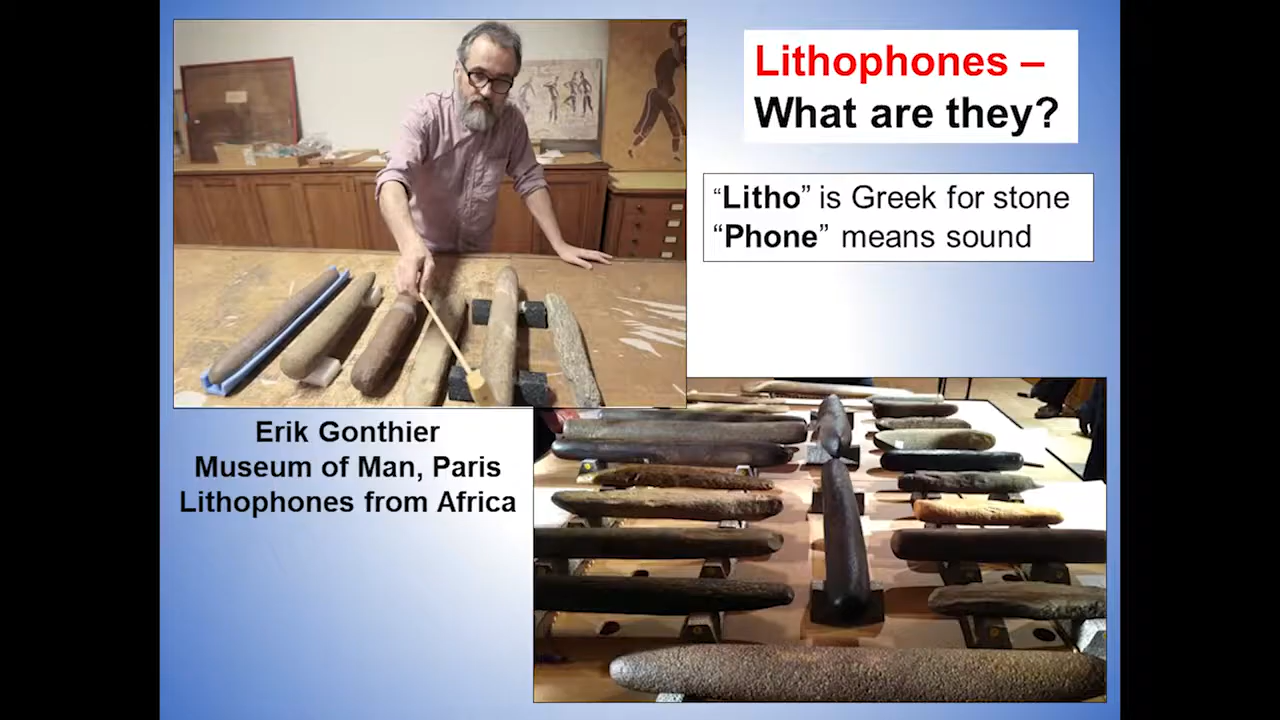 Lithophones –
What are they?
“Litho” is Greek for stone
“Phone” means sound
Erik Gonthier
Museum of Man, Paris
Lithophones from Africa